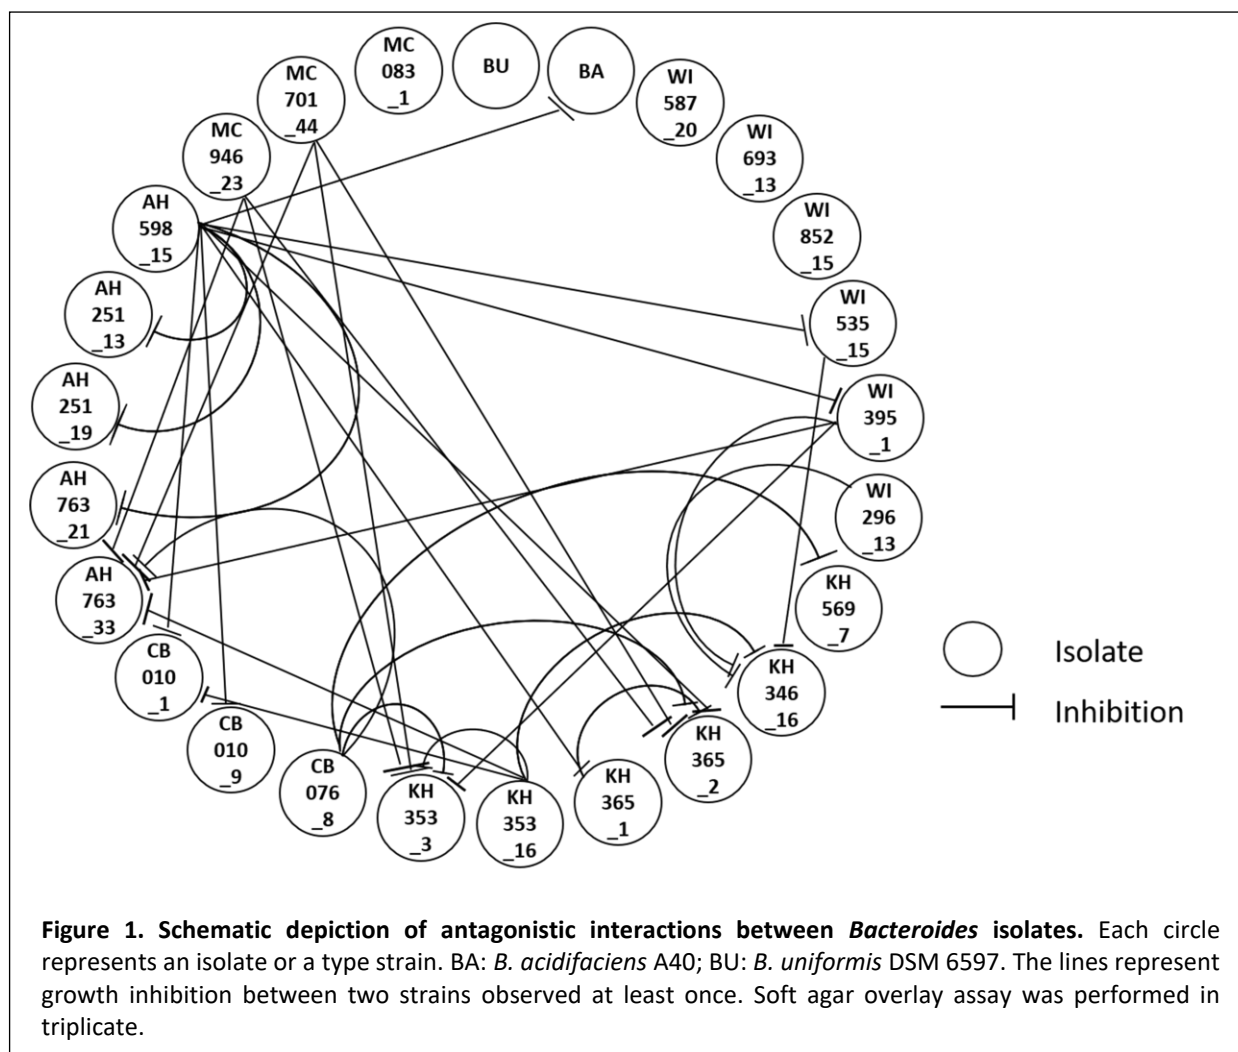 MC
083
_1
BU
BA
WI
587
_20
WI
693
_13
WI
852
_15
WI
535
_15
WI
395
_1
WI
296
_13
KH
569
_7
KH
346
_16
KH
365
_2
KH
365
_1
KH
353
_16
KH
353
_3
CB
076
_8
CB
010
_9
CB
010
_1
AH
763
_33
AH
763
_21
AH
251
_19
AH
251
_13
AH
598
_15
MC
946
_23
MC
701
_44
Isolate
Inhibition
Figure 1. Schematic depiction of antagonistic interactions between Bacteroides isolates. Each circle
represents an isolate or a type strain. BA: B. acidifaciens A40; BU: B. uniformis DSM 6597. The lines represent
growth inhibition between two strains observed at least once. Soft agar overlay assay was performed in
triplicate.